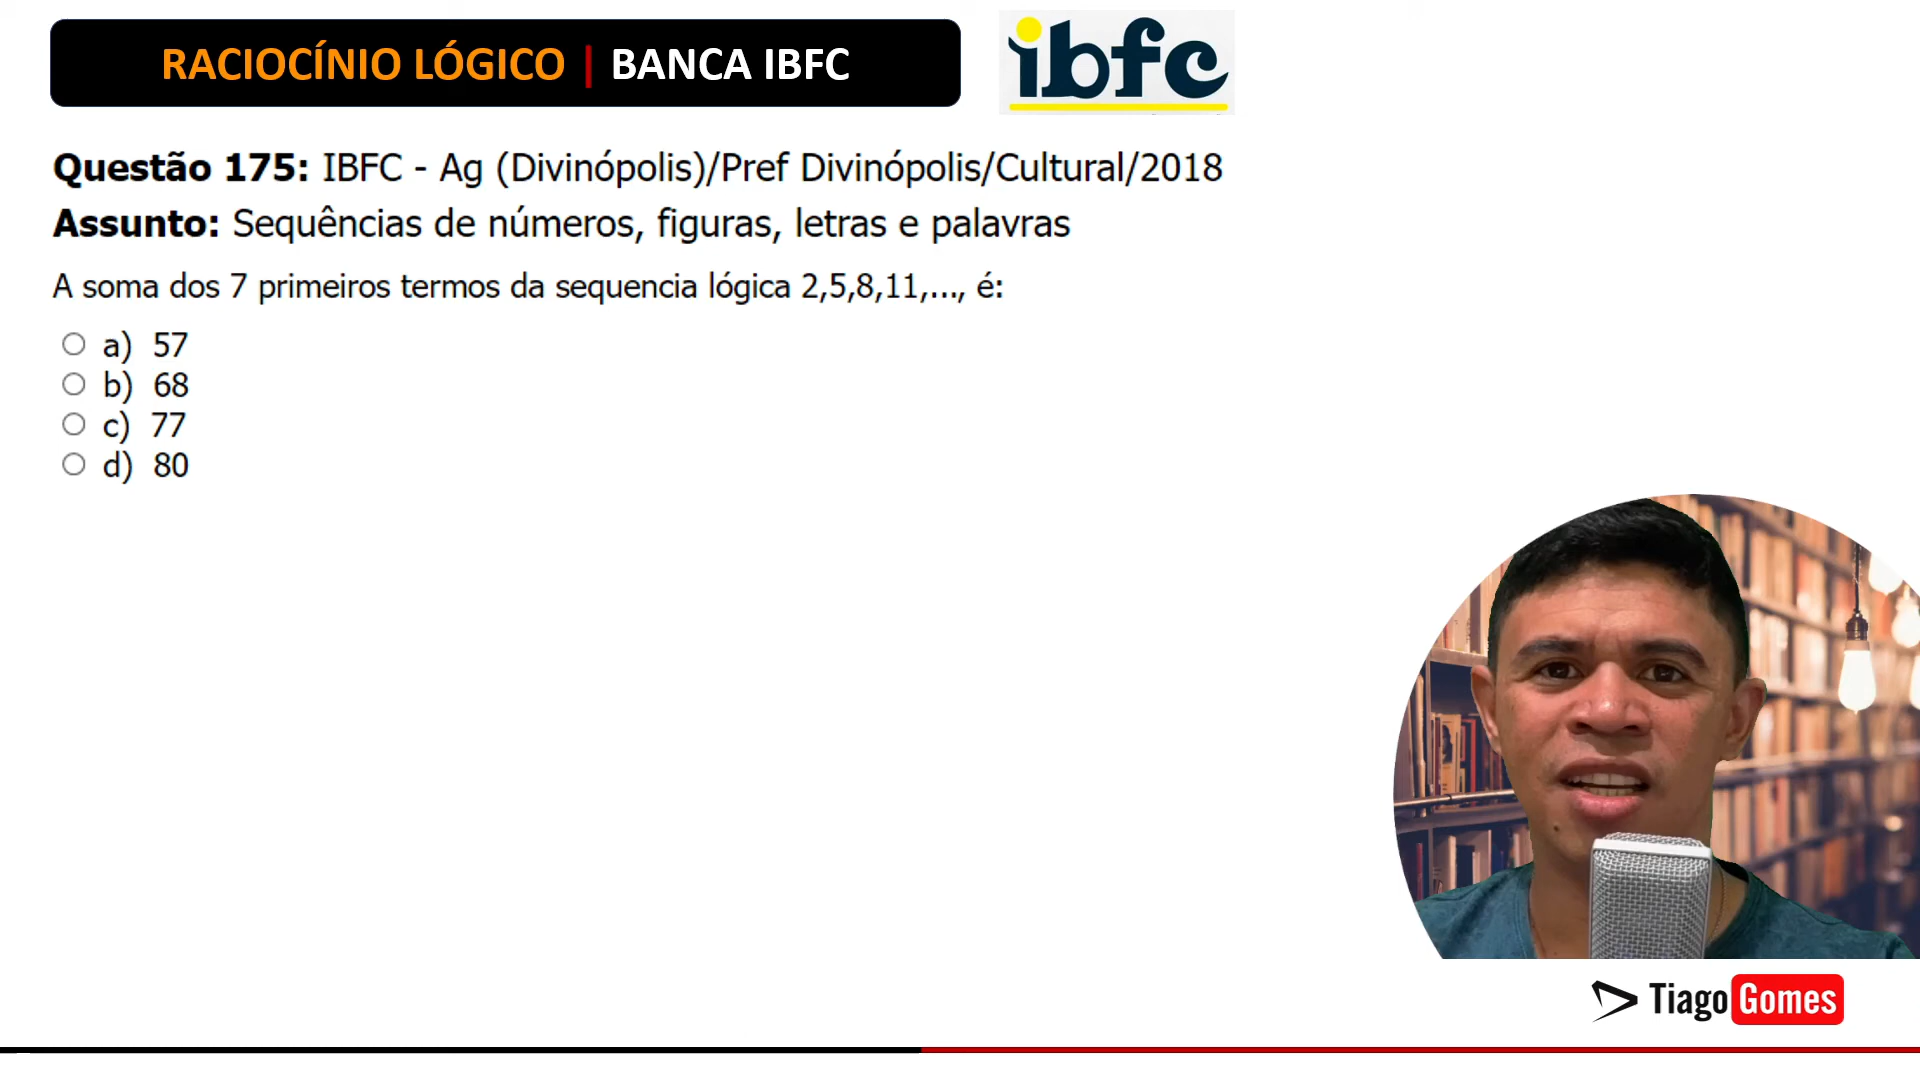 RACIOCÍNIO LÓGICO | BANCA IBFC
ibfc
Questão 175: IBFC - Ag (Divinópolis)/Pref Divinópolis/Cultural/2018
Assunto: Sequências de números, figuras, letras e palavras
A soma dos 7 primeiros termos da sequencia lógica 2,5,8,11,..., é:
a) 57
b) 68
c) 77
d) 80
Tiago Gomes